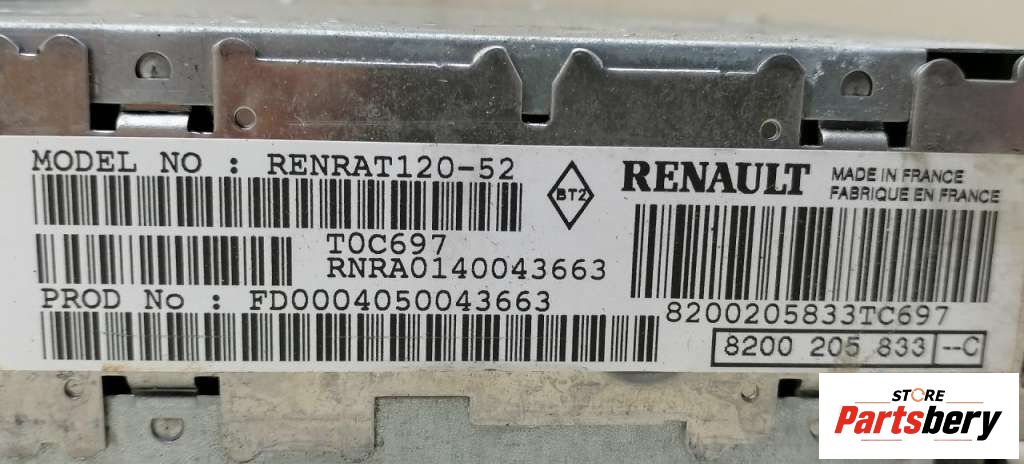 MODEL NO : RENRAT120-52
BT2
RENAULT
MADE IN FRANCE
FABRIQUE EN FRANCE
T0C697
RNRA0140043663
PROD No : FD0004050043663
8200205833TC697
8200 205 833 --C
STORE
Partsbery